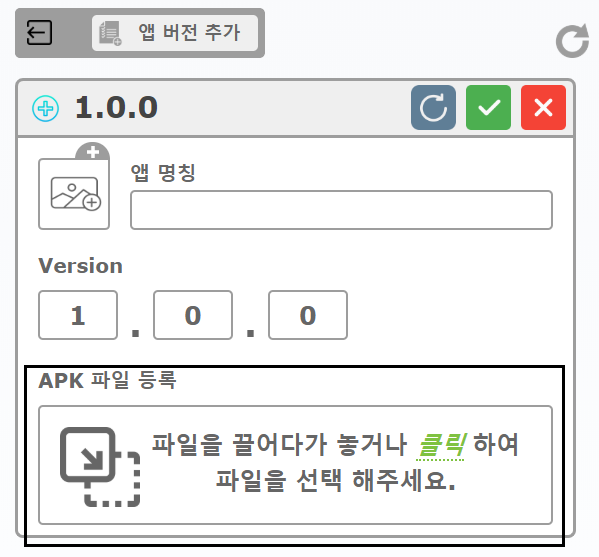 앱 버전 추가
1.0.0
앱 명칭
Version
1 . 0 . 0
APK 파일 등록
파일을 끌어다가 놓거나 클릭 하여
파일을 선택 해주세요.